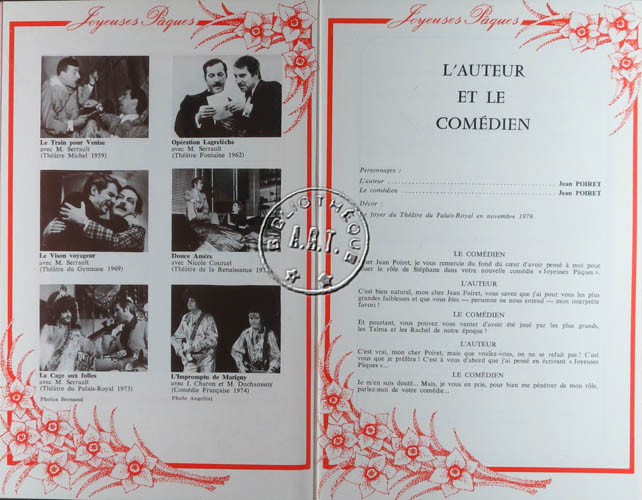 Joyeuses Pâques
Le Train pour Venise
avec M. Serrault
(Théâtre Michel 1959)
Opération Lagrelèche
avec M. Serrault
(Théâtre Fontaine 1962)
Le Vison voyageur
avec M. Serrault
(Théâtre du Gymnase 1969)
Douce Amère
avec Nicole Courcel
(Théâtre de la Renaissance
La Cage aux folles
avec M. Serrault
(Théâtre du Palais-Royal 1973)
L'Impromptu de Marigny
avec J. Charon et M. Duchaussoy
(Comédie Française 1974)
Photos Bernand
Photo Angelini
BIBLIOTHÈQUE
A.R.T.
Joyeuses Pâques
L'AUTEUR
ET LE
COMÉDIEN
Personnages :
L'auteur ........ Jean POIRET
Le comédien ........ Jean POIRET
Décor :
Le foyer du Théâtre du Palais-Royal en novembre 1979.
LE COMÉDIEN
cher Jean Poiret, je vous remercie du fond du cœur d'avoir pensé à moi pour
jouer le rôle de Stéphane dans votre nouvelle comédie « Joyeuses Pâques ».
L'AUTEUR
C'est bien naturel, mon cher Jean Poiret, vous savez que j'ai pour vous les plus
grandes faiblesses et que vous êtes — personne ne nous entend — mon interprète
favori !
LE COMÉDIEN
Et pourtant, vous pouvez vous vanter d'avoir été joué par les plus grands,
les Talma et les Rachel de notre époque !
L'AUTEUR
C'est vrai, mon cher Poiret, mais que voulez-vous, on ne se refait pas ! C'est
vous que je préfère ! C'est à vous d'abord que j'ai pensé en écrivant « Joyeuses
Pâques »...
LE COMÉDIEN
Je m'en suis douté... Mais, je vous en prie, pour bien me pénétrer de mon rôle,
parlez-moi de votre comédie...